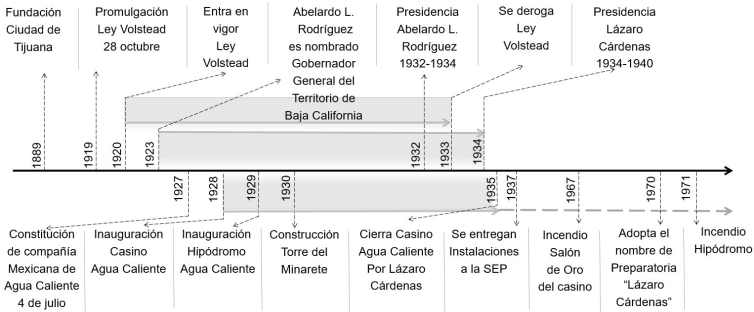 Fundación
Ciudad de
Tijuana
Promulgación
Ley Volstead
28 octubre
Entra en
vigor
Ley
Volstead
Abelardo L.
Rodríguez
es nombrado
Gobernador
General del
Territorio de
Baja California
Presidencia
Abelardo L.
Rodríguez
1932-1934
Se deroga
Ley
Volstead
Presidencia
Lázaro
Cárdenas
1934-1940
1889
1919
1920
1923
1932
1933
1934
1927
1928
1929
1930
1935
1937
1967
1970
1971
Constitución
de compañía
Mexicana de
Agua Caliente
4 de julio
Inauguración
Casino
Agua Caliente
Inauguración
Hipódromo
Agua Caliente
Construcción
Torre del
Minarete
Cierra Casino
Agua Caliente
Por Lázaro
Cárdenas
Se entregan
Instalaciones
a la SEP
Incendio
Salón
de Oro
del casino
Adopta el
nombre de
Preparatoria
“Lázaro
Cárdenas”
Incendio
Hipódromo